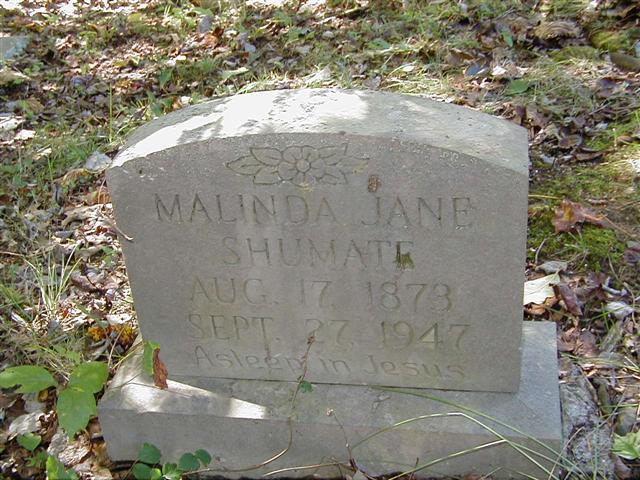 MALINDA JANE
SHUMATE
AUG. 17, 1873
SEPT. 27, 1947
Asleep in Jesus